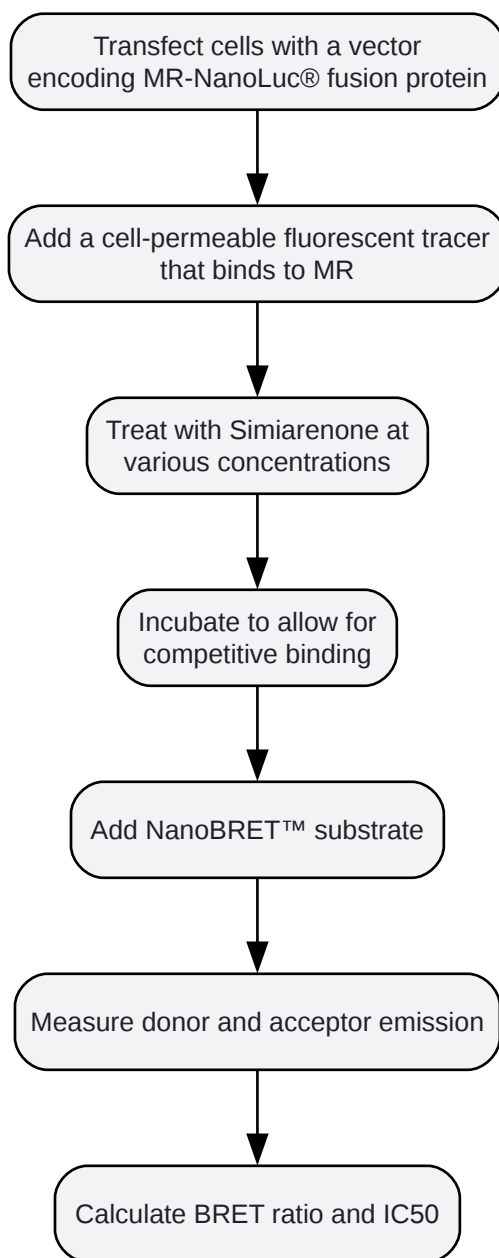 Transfect cells with a vector
encoding MR-NanoLuc® fusion protein
Add a cell-permeable fluorescent tracer
that binds to MR
Treat with Simiarenone at
various concentrations
Incubate to allow for
competitive binding
Add NanoBRET™ substrate
Measure donor and acceptor emission
Calculate BRET ratio and IC50